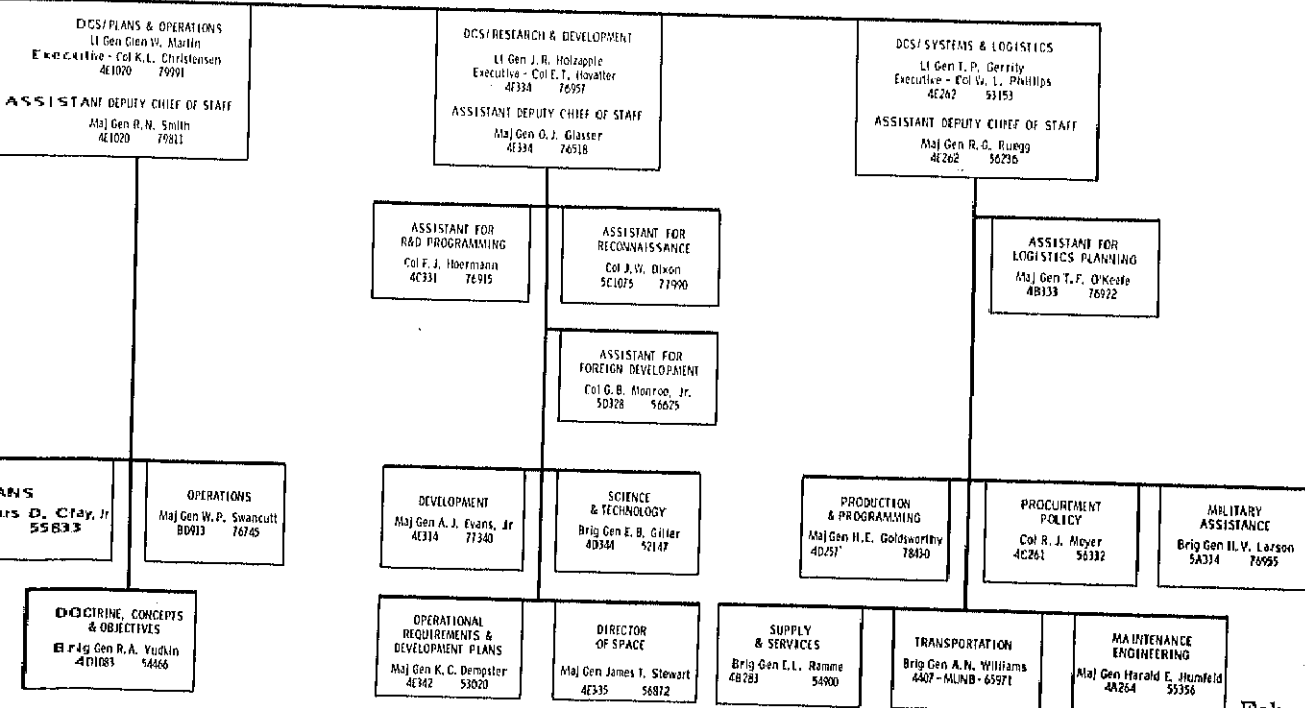 DCS/PLANS & OPERATIONS
Lt Gen Glen W. Martin
Executive - Col K.L. Christensen
4E1020 79991
ASSISTANT DEPUTY CHIEF OF STAFF
Maj Gen R.N. Smith
4E1020 79811
DCS/RESEARCH & DEVELOPMENT
Lt Gen J.R. Holzapple
Executive - Col E.T. Hovatter
4E334 76957
ASSISTANT DEPUTY CHIEF OF STAFF
Maj Gen O.J. Glasser
4E334 76518
DCS/SYSTEMS & LOGISTICS
Lt Gen T.P. Gerrity
Executive - Col W.L. Phillips
4E262 53153
ASSISTANT DEPUTY CHIEF OF STAFF
Maj Gen R.G. Ruegg
4E262 56236
ASSISTANT FOR
R&D PROGRAMMING
Col F.J. Hoermann
4C331 76915
ASSISTANT FOR
RECONNAISSANCE
Col J.W. Dixon
5C1075 77990
ASSISTANT FOR
LOGISTICS PLANNING
Maj Gen T.F. O'Keefe
4B333 76922
ASSISTANT FOR
FOREIGN DEVELOPMENT
Col G.B. Monroe, Jr.
5D328 56625
ANS
us D. Clay, Jr
55833
OPERATIONS
Maj Gen W.P. Swancutt
BD913 76745
DEVELOPMENT
Maj Gen A.J. Evans, Jr
4E314 77340
SCIENCE
& TECHNOLOGY
Brig Gen E.B. Giller
4D344 52147
PRODUCTION
& PROGRAMMING
Maj Gen H.E. Goldsworthy
4D257 78430
PROCUREMENT
POLICY
Col R.J. Meyer
4C261 56332
MILITARY
ASSISTANCE
Brig Gen H.V. Larson
5A334 76955
DOCTRINE, CONCEPTS
& OBJECTIVES
Brig Gen R.A. Yudkin
4D1083 54466
OPERATIONAL
REQUIREMENTS &
DEVELOPMENT PLANS
Maj Gen K.C. Dempster
4E342 53020
DIRECTOR
OF SPACE
Maj Gen James T. Stewart
4E335 56872
SUPPLY
& SERVICES
Brig Gen E.L. Ramme
4B283 54900
TRANSPORTATION
Brig Gen A.N. Williams
4407 - MUNB - 65971
MAINTENANCE
ENGINEERING
Maj Gen Harald E. Humfeld
4A264 55356